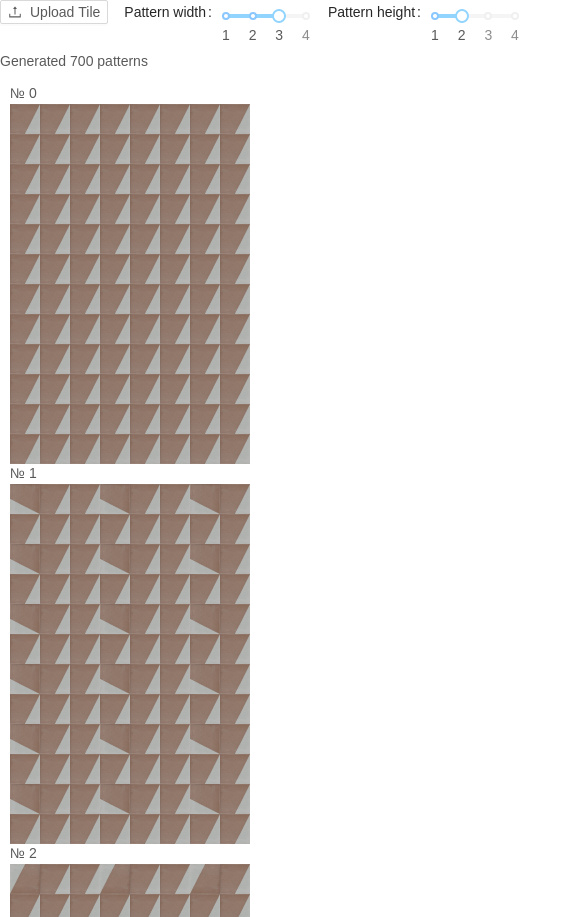 Upload Tile Pattern width: Pattern height:
1 2 3 4 1 2 3 4
Generated 700 patterns
№ 0
№ 1
№ 2